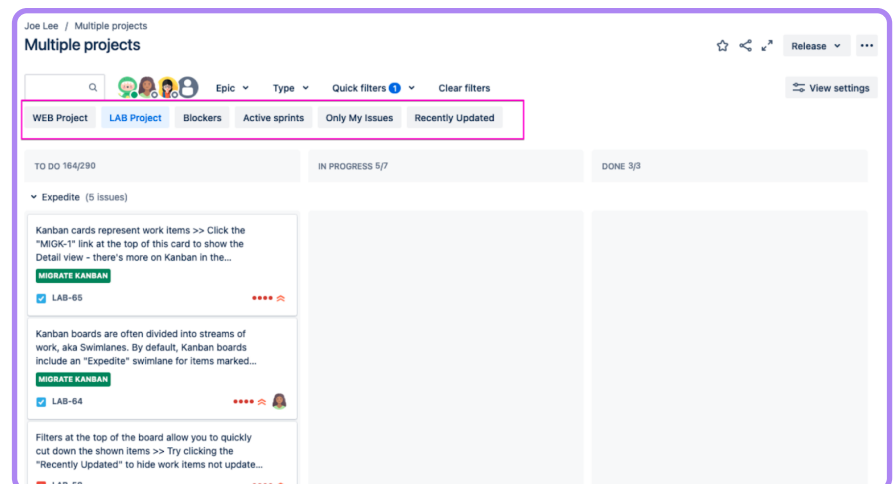 Joe Lee / Multiple projects
Multiple projects
Release
Epic
Type
Quick filters 1
Clear filters
View settings
WEB Project
LAB Project
Blockers
Active sprints
Only My Issues
Recently Updated
TO DO 164/290
IN PROGRESS 5/7
DONE 3/3
Expedite (5 issues)
Kanban cards represent work items >> Click the
"MIGK-1" link at the top of this card to show the
Detail view - there's more on Kanban in the...
MIGRATE KANBAN
LAB-65
Kanban boards are often divided into streams of
work, aka Swimlanes. By default, Kanban boards
include an "Expedite" swimlane for items marked...
MIGRATE KANBAN
LAB-64
Filters at the top of the board allow you to quickly
cut down the shown items >> Try clicking the
"Recently Updated" to hide work items not update...